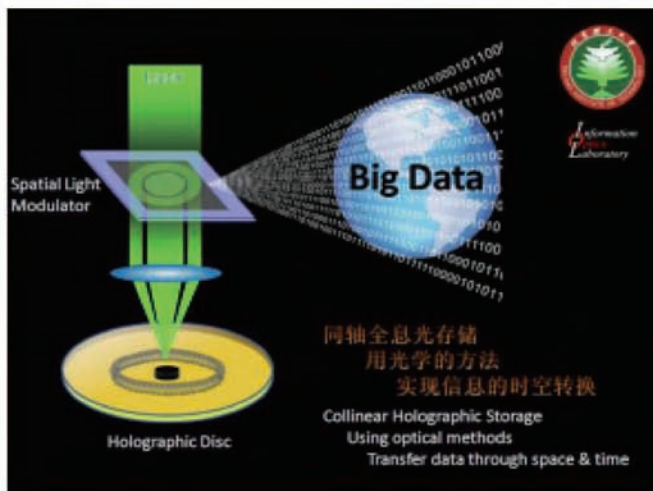 Big Data
Information
Laboratory
Spatial Light
Modulator
同轴全息光存储
用光学的方法
实现信息的时空转换
Collinear Holographic Storage
Using optical methods
Transfer data through space & time
Holographic Disc